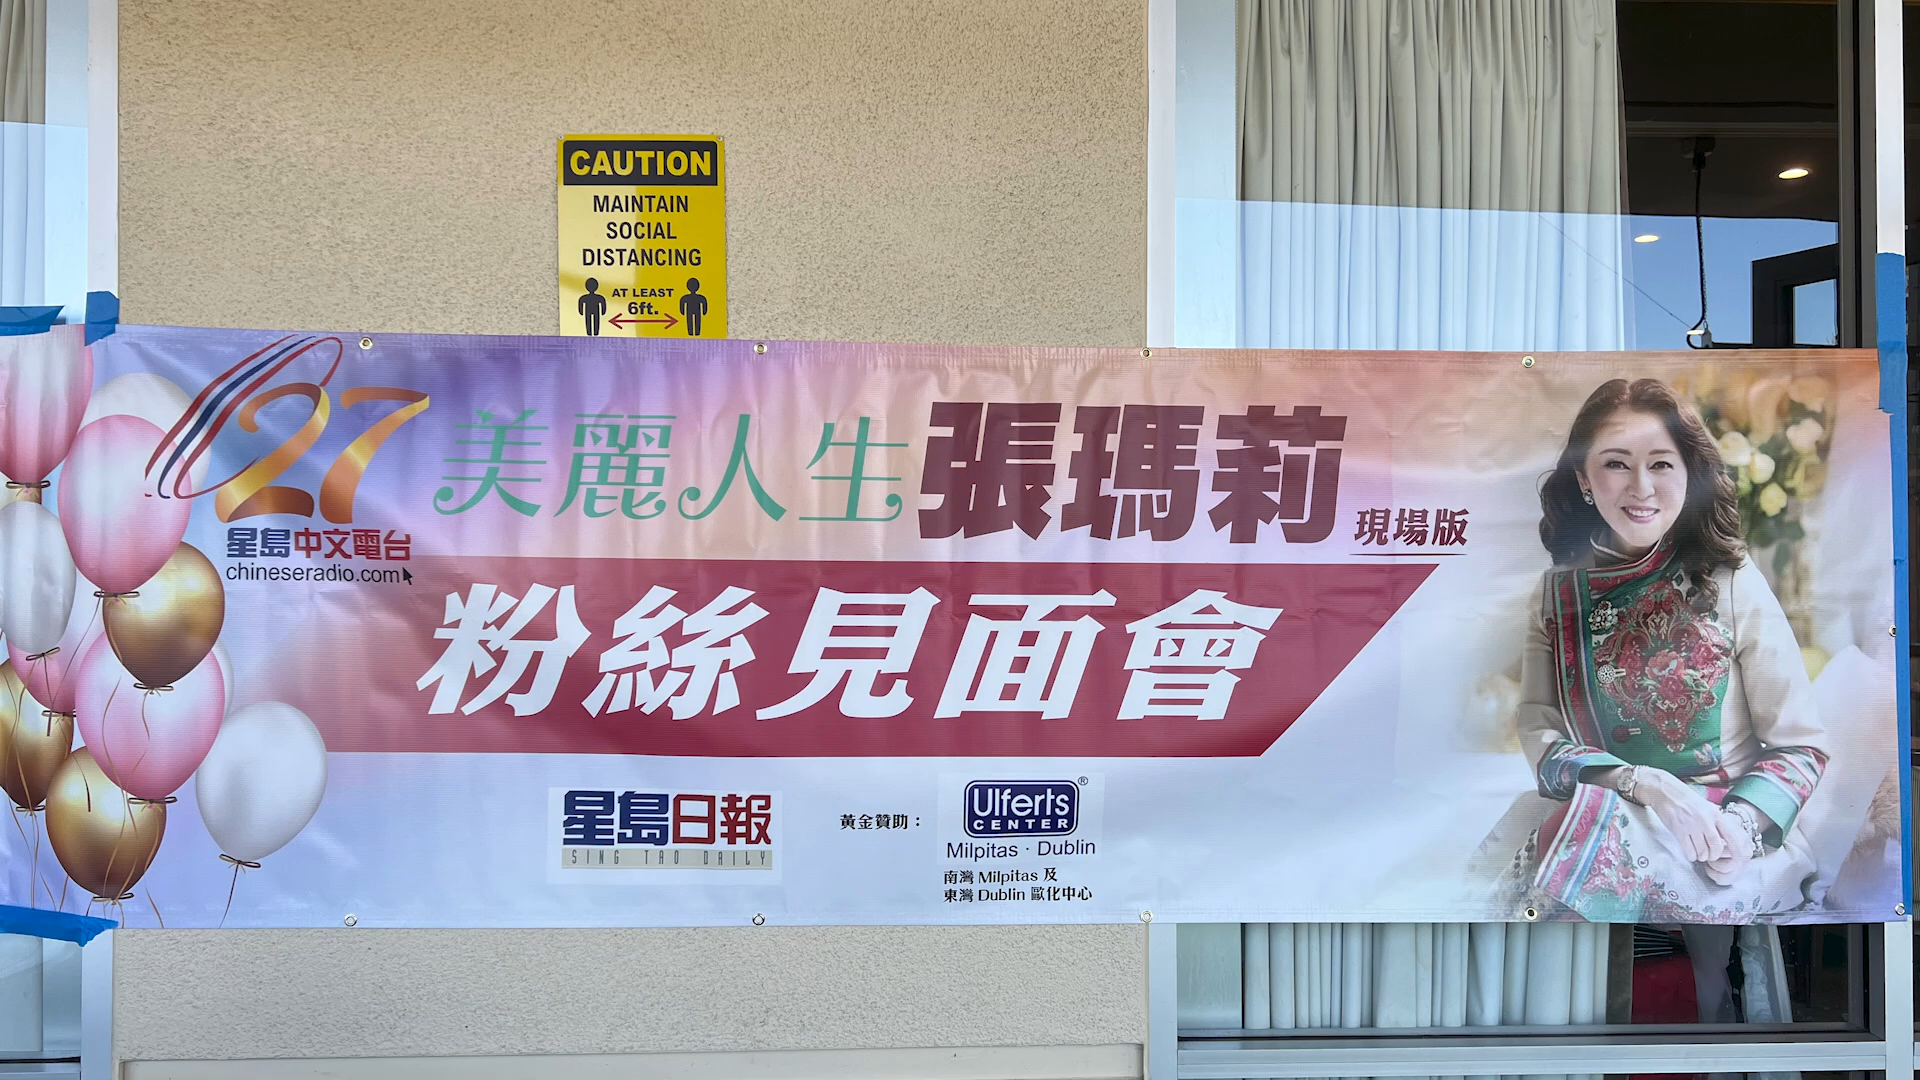 CAUTION
MAINTAIN
SOCIAL
DISTANCING
AT LEAST
6ft.
27
星島中文電台
chineseradio.com
美麗人生張瑪莉
現場版
粉絲見面會
星島日報
SING TAO DAILY
黃金贊助：
Ulferts®
CENTER
Milpitas · Dublin
南灣 Milpitas 及
東灣 Dublin 歐化中心